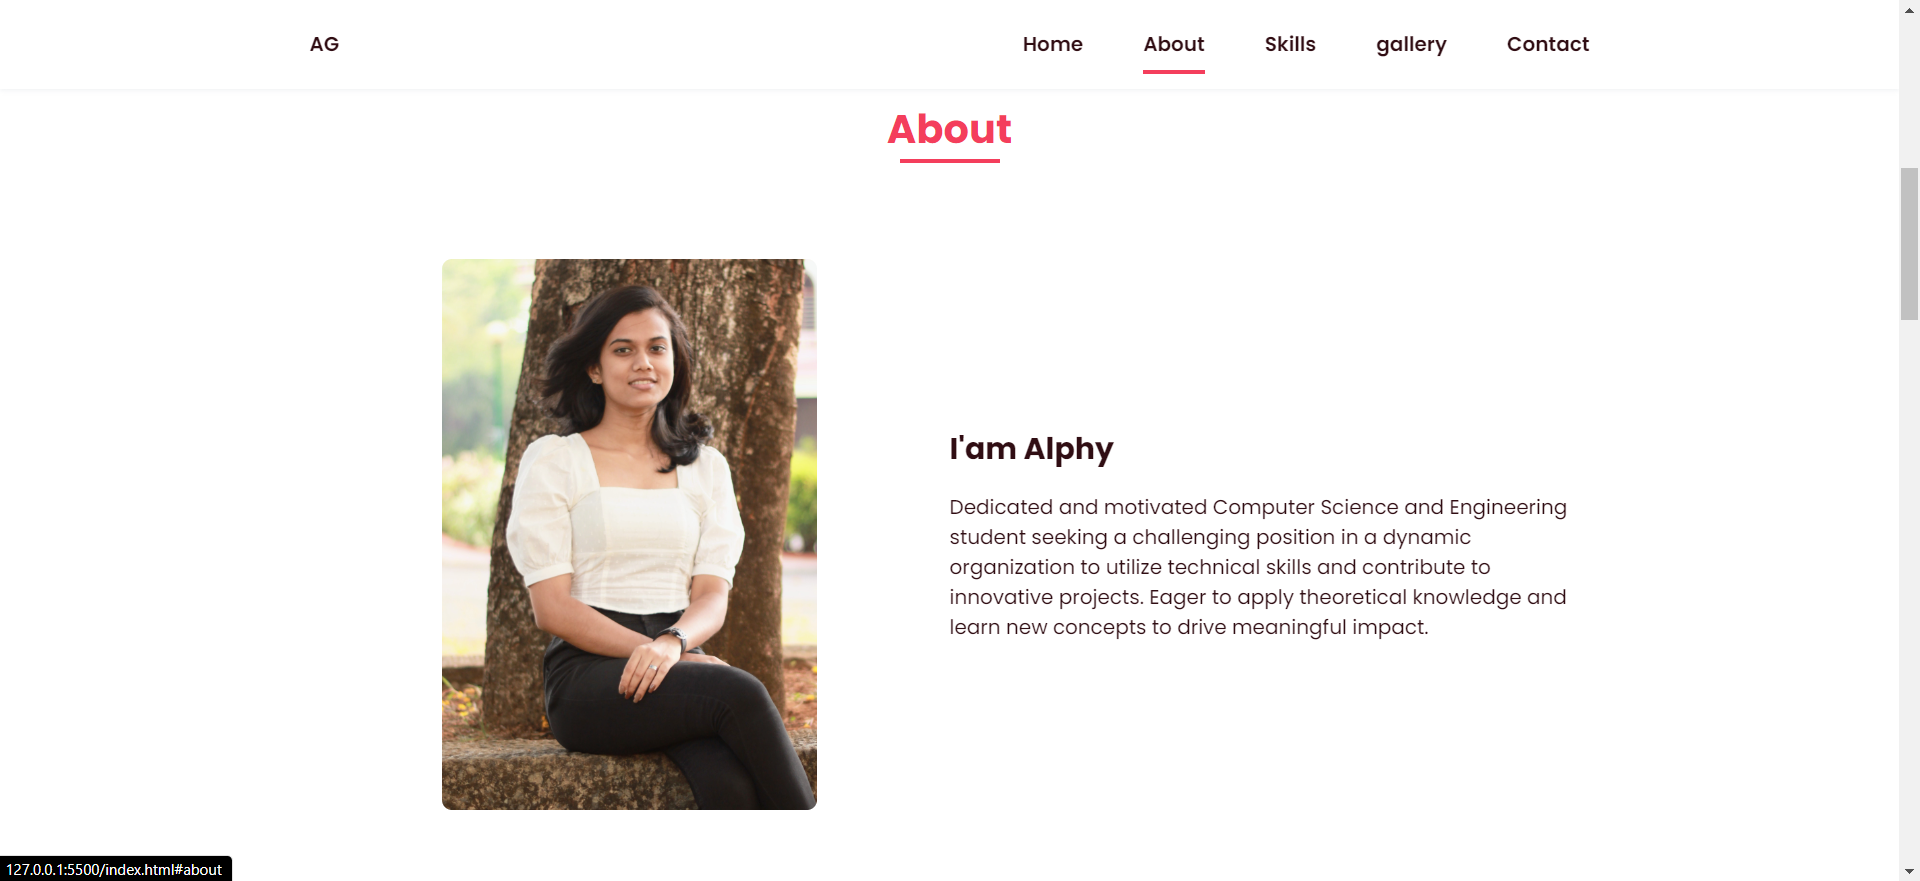 AG
Home About Skills gallery Contact
About
I'am Alphy
Dedicated and motivated Computer Science and Engineering
student seeking a challenging position in a dynamic
organization to utilize technical skills and contribute to
innovative projects. Eager to apply theoretical knowledge and
learn new concepts to drive meaningful impact.
127.0.0.1:5500/index.html#about